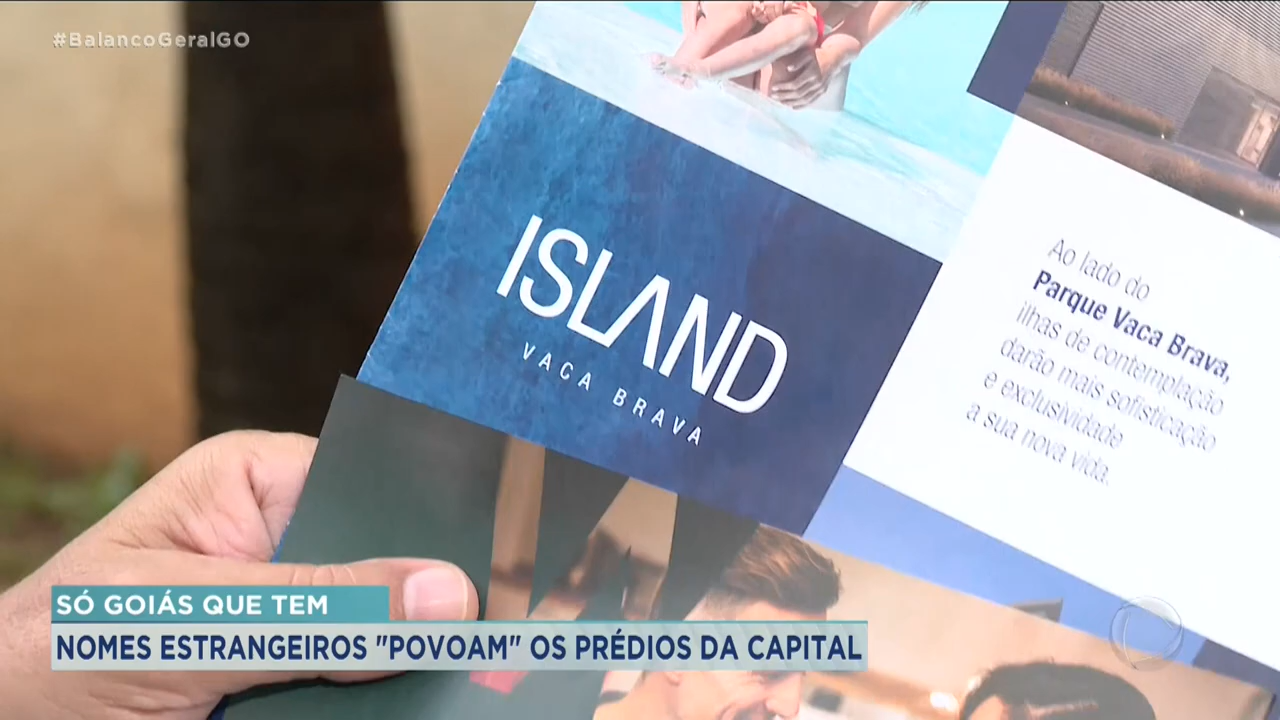 #BalancoGeralGO
ISLAND
VACA BRAVA
Ao lado do
Parque Vaca Brava,
ilhas de contemplação
darão mais sofisticação
e exclusividade
a sua nova vida.
SÓ GOIÁS QUE TEM
NOMES ESTRANGEIROS "POVOAM" OS PRÉDIOS DA CAPITAL